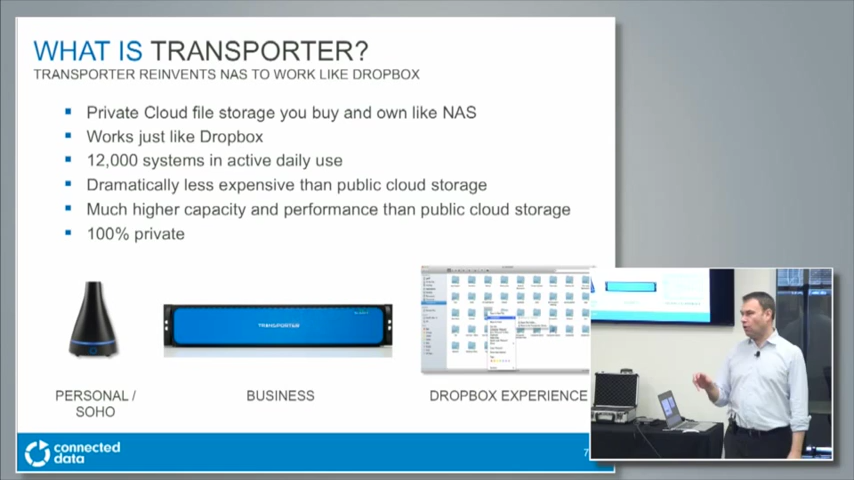 WHAT IS TRANSPORTER?
TRANSPORTER REINVENTS NAS TO WORK LIKE DROPBOX
Private Cloud file storage you buy and own like NAS
Works just like Dropbox
12,000 systems in active daily use
Dramatically less expensive than public cloud storage
Much higher capacity and performance than public cloud storage
100% private
TRANSPORTER
PERSONAL /
SOHO
BUSINESS
DROPBOX EXPERIENCE
connected
data
7